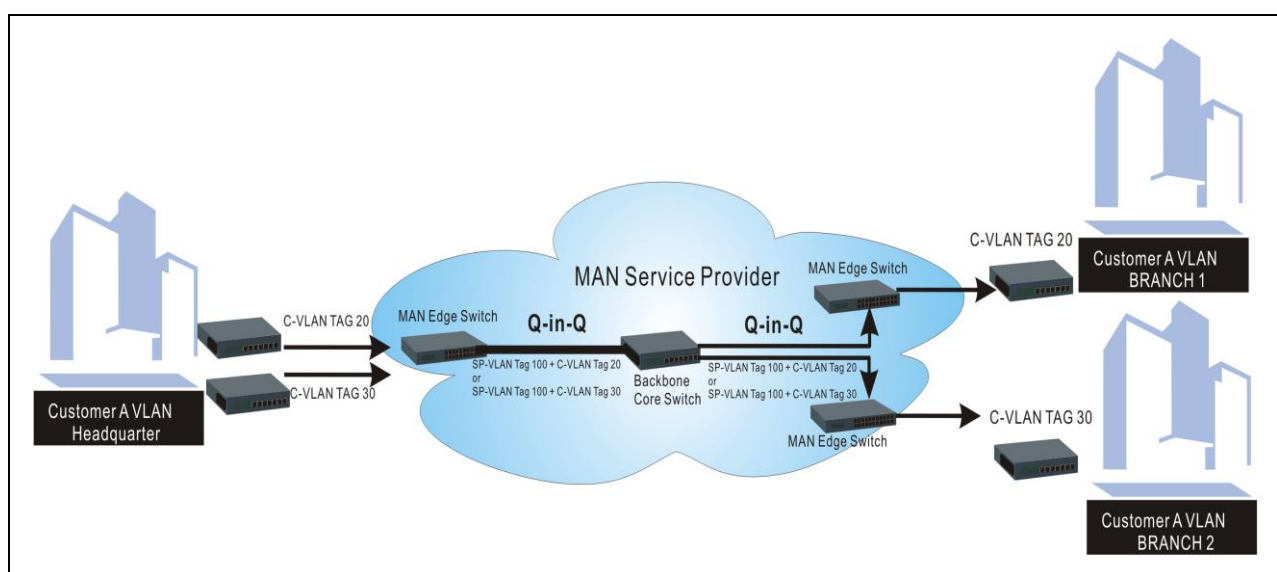 C-VLAN TAG 20
C-VLAN TAG 30
Customer A VLAN
Headquarter
MAN Service Provider
MAN Edge Switch
Q-in-Q
SP-VLAN Tag 100 + C-VLAN Tag 20
or
SP-VLAN Tag 100 + C-VLAN Tag 30
Backbone
Core Switch
Q-in-Q
SP-VLAN Tag 100 + C-VLAN Tag 20
or
SP-VLAN Tag 100 + C-VLAN Tag 30
MAN Edge Switch
MAN Edge Switch
C-VLAN TAG 20
Customer A VLAN
BRANCH 1
C-VLAN TAG 30
Customer A VLAN
BRANCH 2